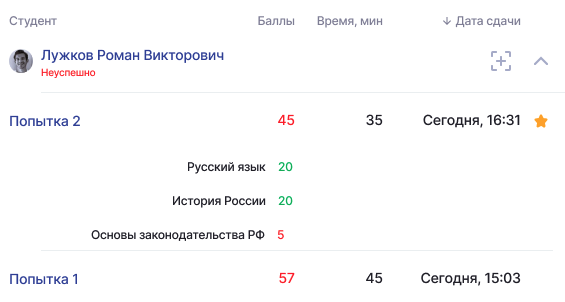 Студент Баллы Время, мин ↓ Дата сдачи
Лужков Роман Викторович
Неуспешно
Попытка 2 45 35 Сегодня, 16:31
Русский язык 20
История России 20
Основы законодательства РФ 5
Попытка 1 57 45 Сегодня, 15:03